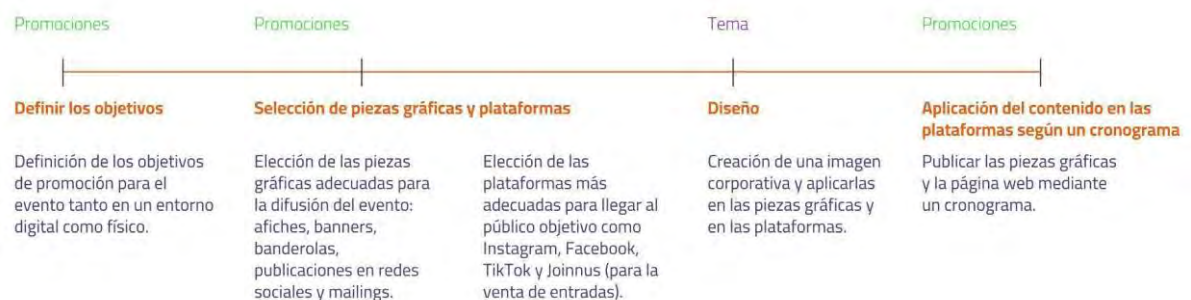 Promociones
Promociones
Tema
Promociones
Definir los objetivos
Selección de piezas gráficas y plataformas
Diseño
Aplicación del contenido en las
plataformas según un cronograma
Definición de los objetivos
de promoción para el
evento tanto en un entorno
digital como físico.
Elección de las piezas
gráficas adecuadas para
la difusión del evento:
afiches, banners,
banderolas,
publicaciones en redes
sociales y mailings.
Elección de las
plataformas más
adecuadas para llegar al
público objetivo como
Instagram, Facebook,
TikTok y Joinnus (para la
venta de entradas).
Creación de una imagen
corporativa y aplicarlas
en las piezas gráficas y
en las plataformas.
Publicar las piezas gráficas
y la página web mediante
un cronograma.